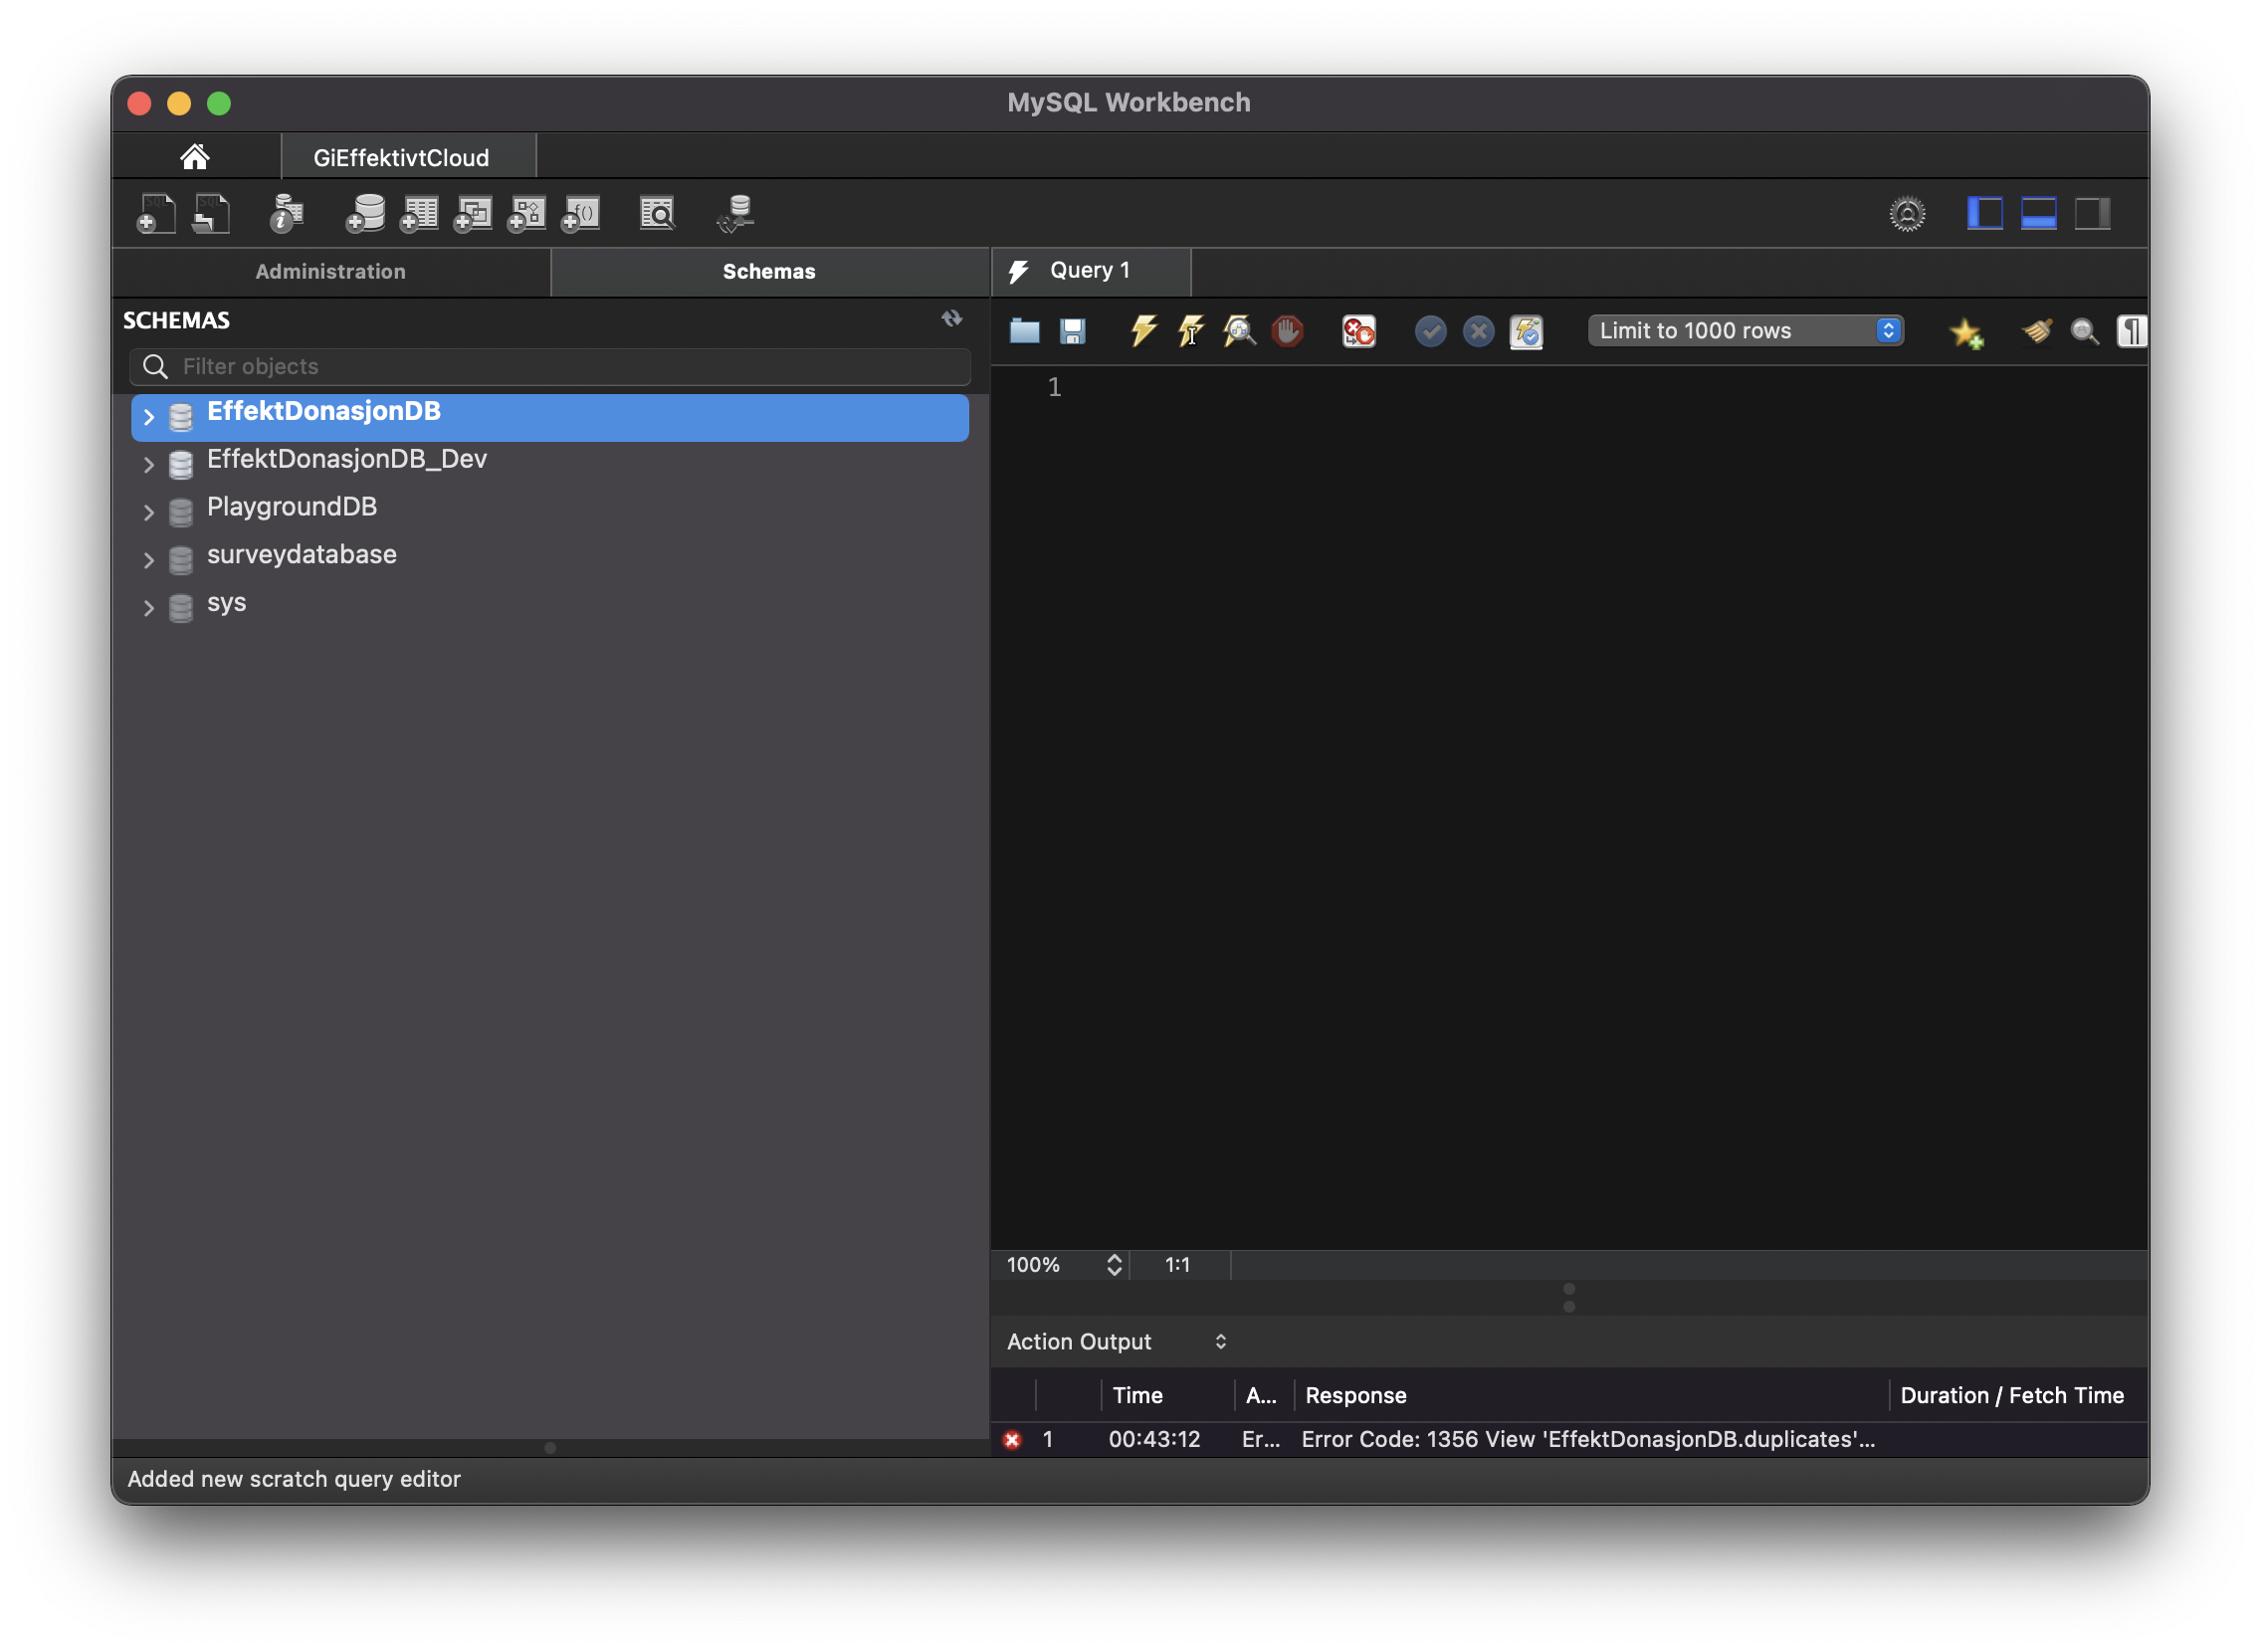 MySQL Workbench
GiEffektivtCloud
Administration
Schemas
Query 1
SCHEMAS
Filter objects
Limit to 1000 rows
1
EffektDonasjonDB
EffektDonasjonDB_Dev
PlaygroundDB
surveydatabase
sys
100%
1:1
Action Output
Time A... Response Duration / Fetch Time
1 00:43:12 Er... Error Code: 1356 View 'EffektDonasjonDB.duplicates'...
Added new scratch query editor